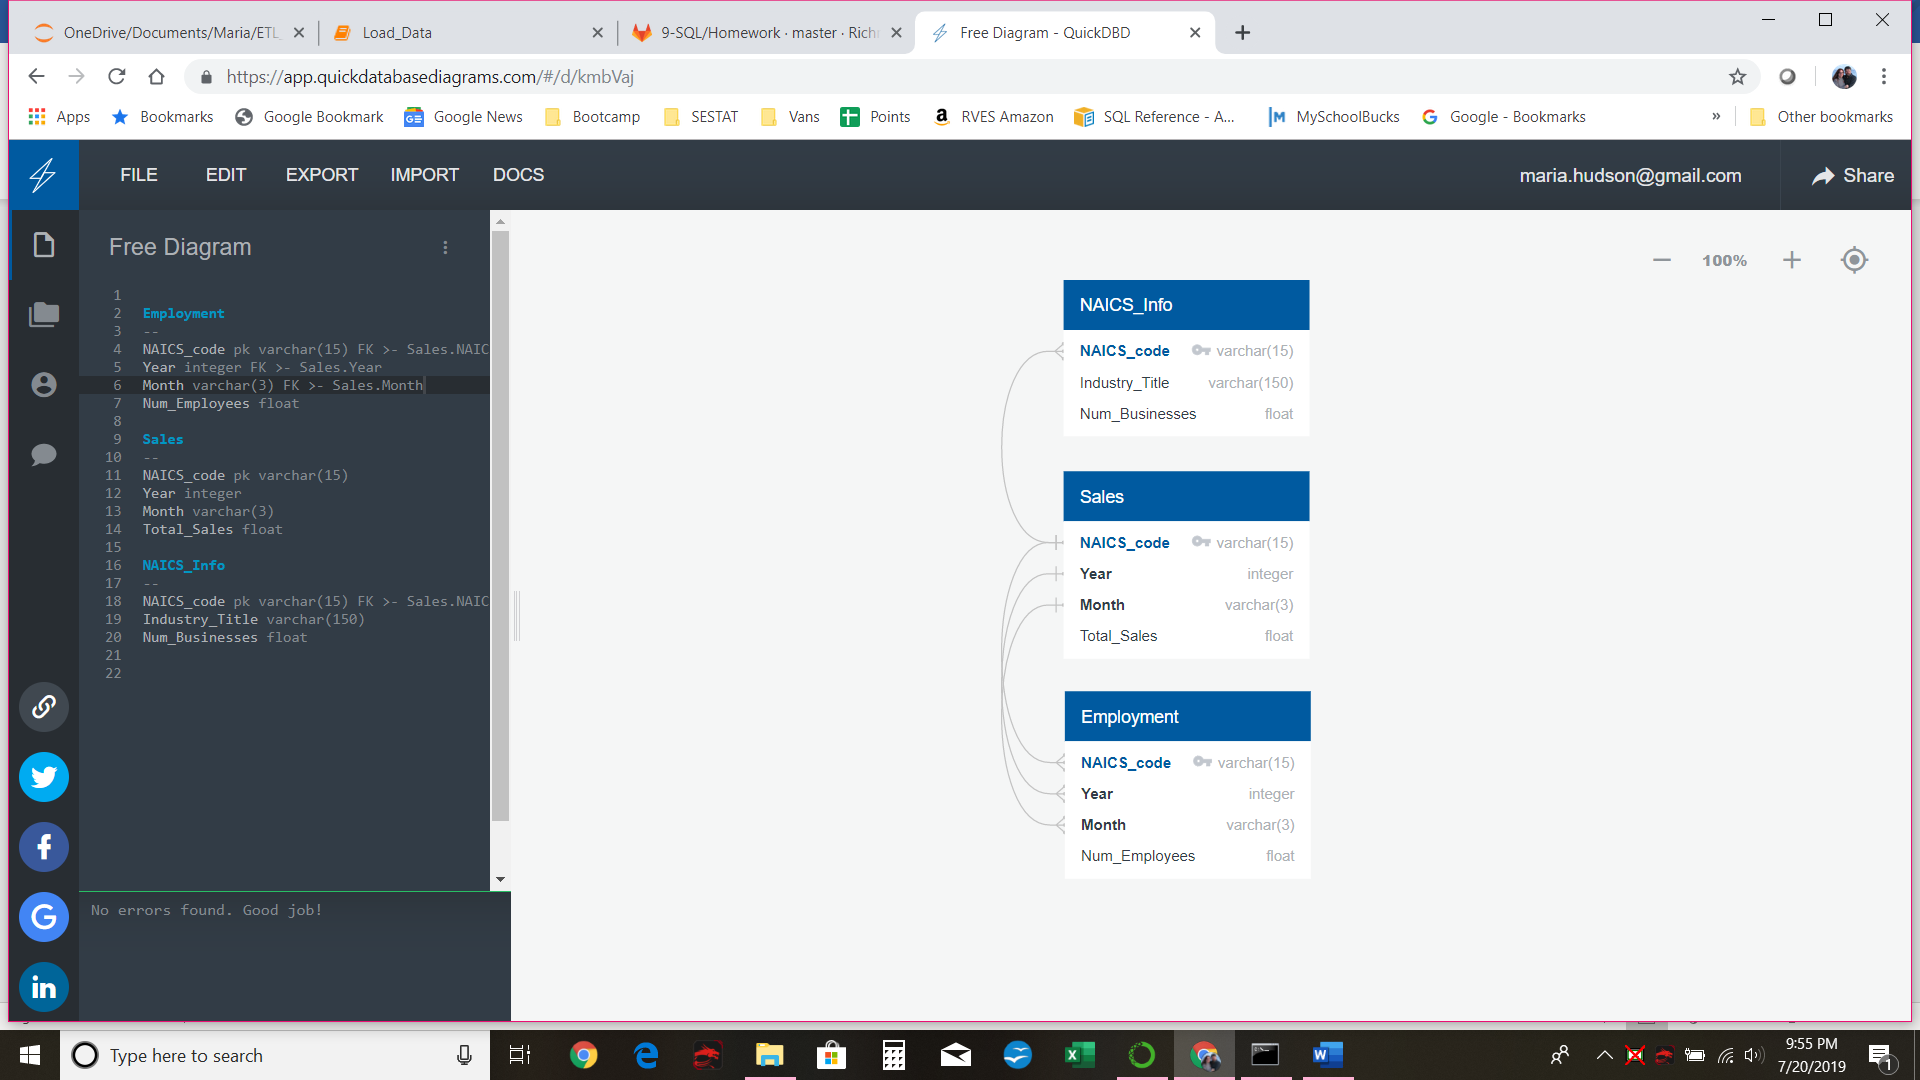 OneDrive/Documents/Maria/ETL_
Load_Data
9-SQL/Homework · master · Rich
Free Diagram - QuickDBD
https://app.quickdatabasediagrams.com/#/d/kmbVaj
Apps
Bookmarks
Google Bookmark
Google News
Bootcamp
SESTAT
Vans
Points
RVES Amazon
SQL Reference - A...
MySchoolBucks
Google - Bookmarks
»
Other bookmarks
FILE
EDIT
EXPORT
IMPORT
DOCS
maria.hudson@gmail.com
Share
Free Diagram
100%
1
2 Employment
3 --
4 NAICS_code pk varchar(15) FK >- Sales.NAIC
5 Year integer FK >- Sales.Year
6 Month varchar(3) FK >- Sales.Month
7 Num_Employees float
8
9 Sales
10 --
11 NAICS_code pk varchar(15)
12 Year integer
13 Month varchar(3)
14 Total_Sales float
15
16 NAICS_Info
17 --
18 NAICS_code pk varchar(15) FK >- Sales.NAIC
19 Industry_Title varchar(150)
20 Num_Businesses float
21
22
No errors found. Good job!
NAICS_Info
NAICS_code varchar(15)
Industry_Title varchar(150)
Num_Businesses float
Sales
NAICS_code varchar(15)
Year integer
Month varchar(3)
Total_Sales float
Employment
NAICS_code varchar(15)
Year integer
Month varchar(3)
Num_Employees float
Type here to search
9:55 PM
7/20/2019
1